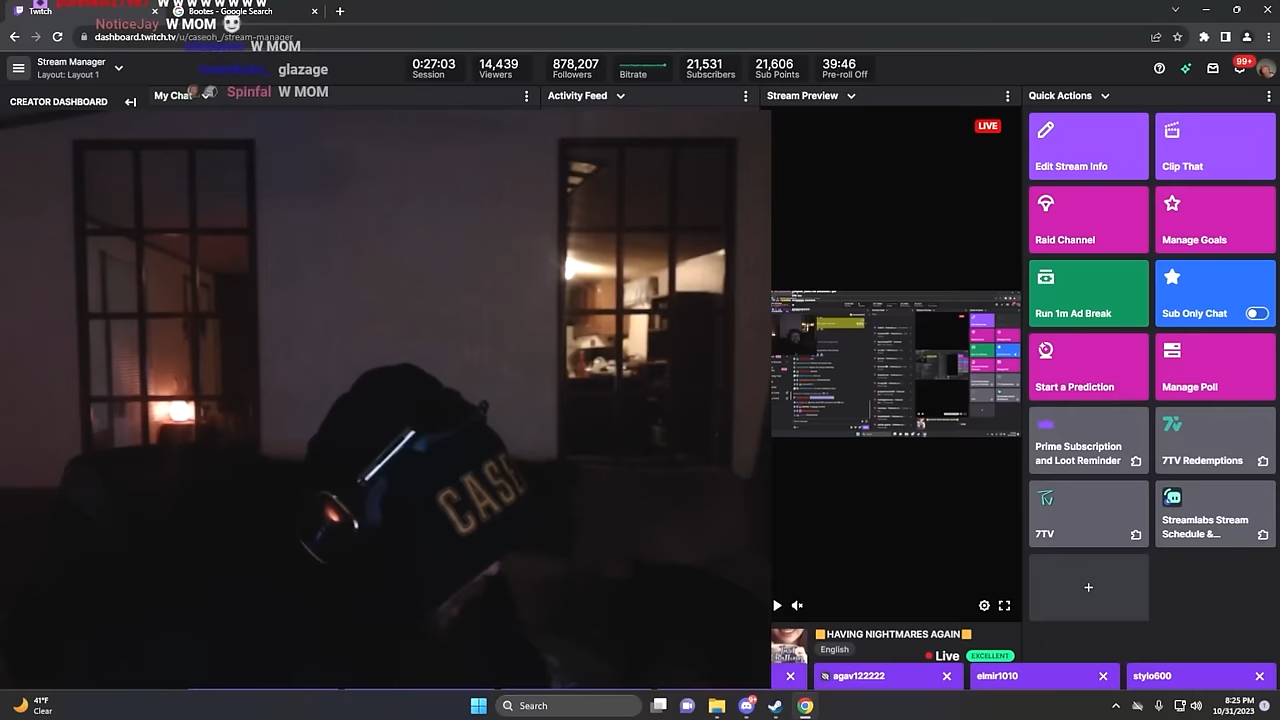 Twitch
Bootes - Google Search
W W W W W W W W
NoticeJay W MOM
dashboard.twitch.tv/u/caseoh_/stream-manager
W MOM
glazage
Spinfal W MOM
Stream Manager
Layout: Layout 1
0:27:03
Session
14,439
Viewers
878,207
Followers
Bitrate
21,531
Subscribers
21,606
Sub Points
39:46
Pre-roll Off
99+
CREATOR DASHBOARD
My Chat
Activity Feed
Stream Preview
Quick Actions
LIVE
Edit Stream Info
Clip That
Raid Channel
Manage Goals
Run 1m Ad Break
Sub Only Chat
Start a Prediction
Manage Poll
Prime Subscription
and Loot Reminder
7TV Redemptions
7TV
Streamlabs Stream
Schedule &...
CASE
HAVING NIGHTMARES AGAIN
English
Live
EXCELLENT
agav122222
elmir1010
stylo600
41°F
Clear
Search
8:25 PM
10/31/2023